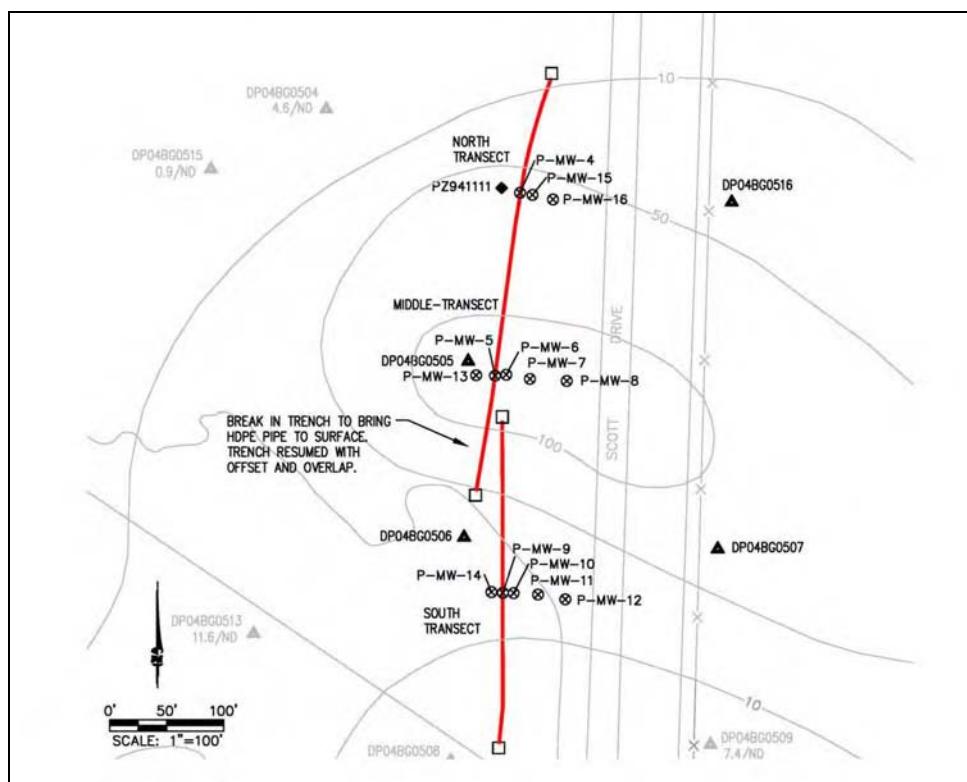 10
DP04BG0504
4.6/ND
NORTH
TRANSECT
P-MW-4
DP04BG0515
0.9/ND
P-MW-15
PZ941111
P-MW-16
DP04BG0516
50
MIDDLE-TRANSECT
SCOTT DRIVE
P-MW-5
P-MW-6
DP04BG0505
P-MW-7
P-MW-13
P-MW-8
BREAK IN TRENCH TO BRING
HDPE PIPE TO SURFACE.
TRENCH RESUMED WITH
OFFSET AND OVERLAP.
100
DP04BG0506
P-MW-9
DP04BG0507
P-MW-10
P-MW-14
P-MW-11
P-MW-12
SOUTH
TRANSECT
DP04BG0513
11.6/ND
N
10
0' 50' 100'
SCALE: 1"=100'
DP04BG0508
DP04BG0509
7.4/ND